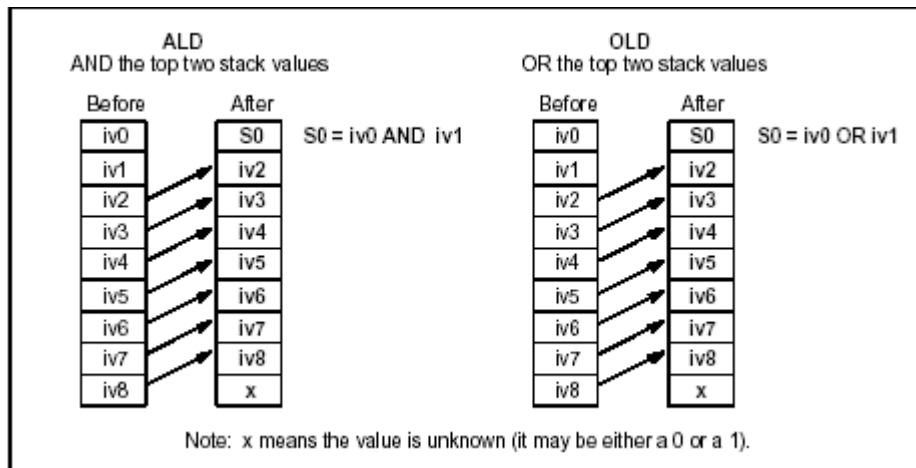 ALD
AND the top two stack values
Before After
iv0 S0 S0 = iv0 AND iv1
iv1 iv2
iv2 iv3
iv3 iv4
iv4 iv5
iv5 iv6
iv6 iv7
iv7 iv8
iv8 x
OLD
OR the top two stack values
Before After
iv0 S0 S0 = iv0 OR iv1
iv1 iv2
iv2 iv3
iv3 iv4
iv4 iv5
iv5 iv6
iv6 iv7
iv7 iv8
iv8 x
Note: x means the value is unknown (it may be either a 0 or a 1).